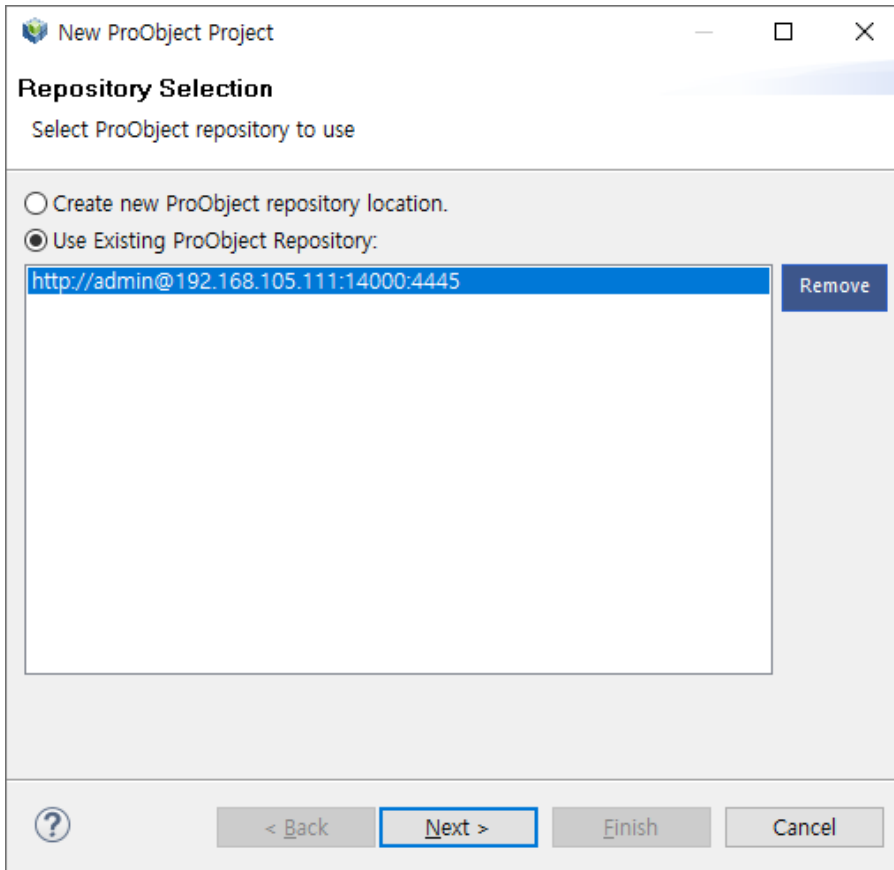 New ProObject Project
Repository Selection
Select ProObject repository to use
Create new ProObject repository location.
Use Existing ProObject Repository:
http://admin@192.168.105.111:14000:4445
Remove
?
< Back
Next >
Finish
Cancel